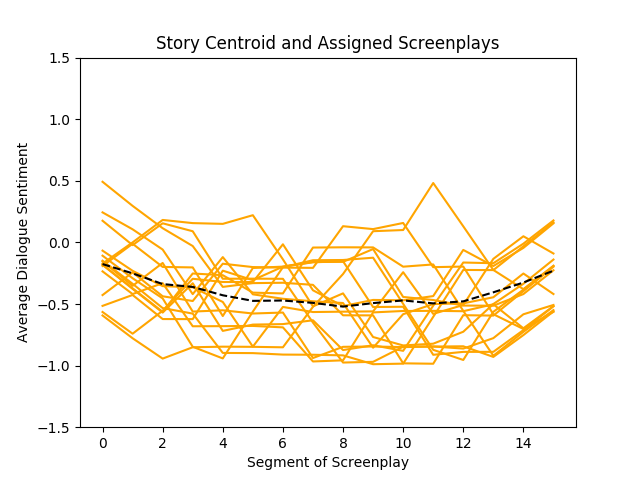 Story Centroid and Assigned Screenplays
1.5
1.0
0.5
0.0
−0.5
−1.0
−1.5
Average Dialogue Sentiment
0 2 4 6 8 10 12 14
Segment of Screenplay